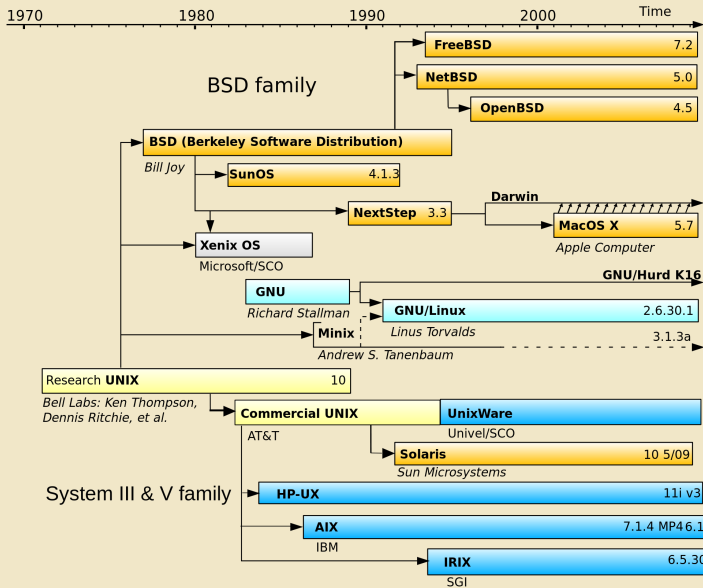 1970 1980 1990 2000 Time
FreeBSD 7.2
NetBSD 5.0
BSD family
OpenBSD 4.5
BSD (Berkeley Software Distribution)
Bill Joy
SunOS 4.1.3
Darwin
NextStep 3.3
MacOS X 5.7
Apple Computer
Xenix OS
Microsoft/SCO
GNU/Hurd K16
GNU
Richard Stallman
GNU/Linux 2.6.30.1
Linus Torvalds
Minix 3.1.3a
Andrew S. Tanenbaum
Research UNIX 10
Bell Labs: Ken Thompson,
Dennis Ritchie, et al.
Commercial UNIX UnixWare
AT&T Univel/SCO
Solaris 10 5/09
Sun Microsystems
System III & V family
HP-UX 11i v3
AIX 7.1.4 MP4 6.1
IBM
IRIX 6.5.30
SGI